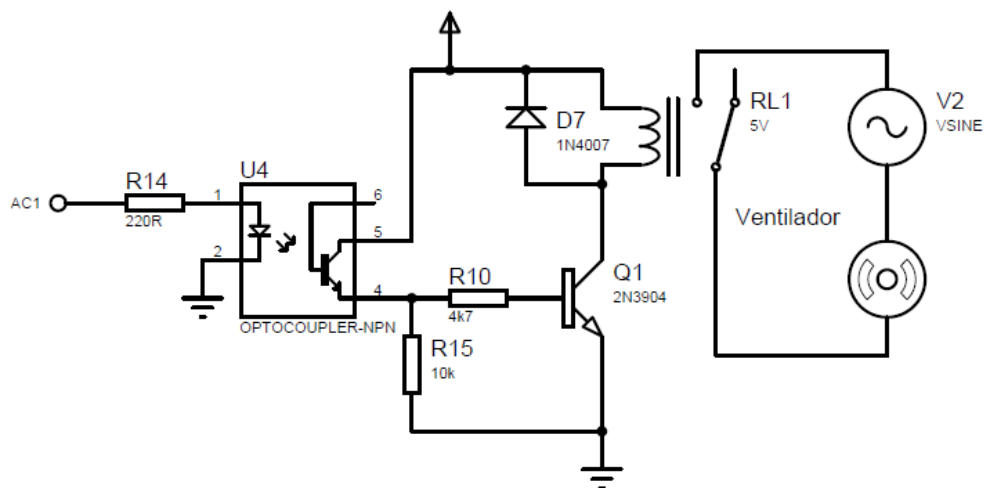 AC1
R14
220R
U4
1
2
6
5
4
OPTOCOUPLER-NPN
R10
4k7
R15
10k
D7
1N4007
Q1
2N3904
RL1
5V
Ventilador
V2
VSINE